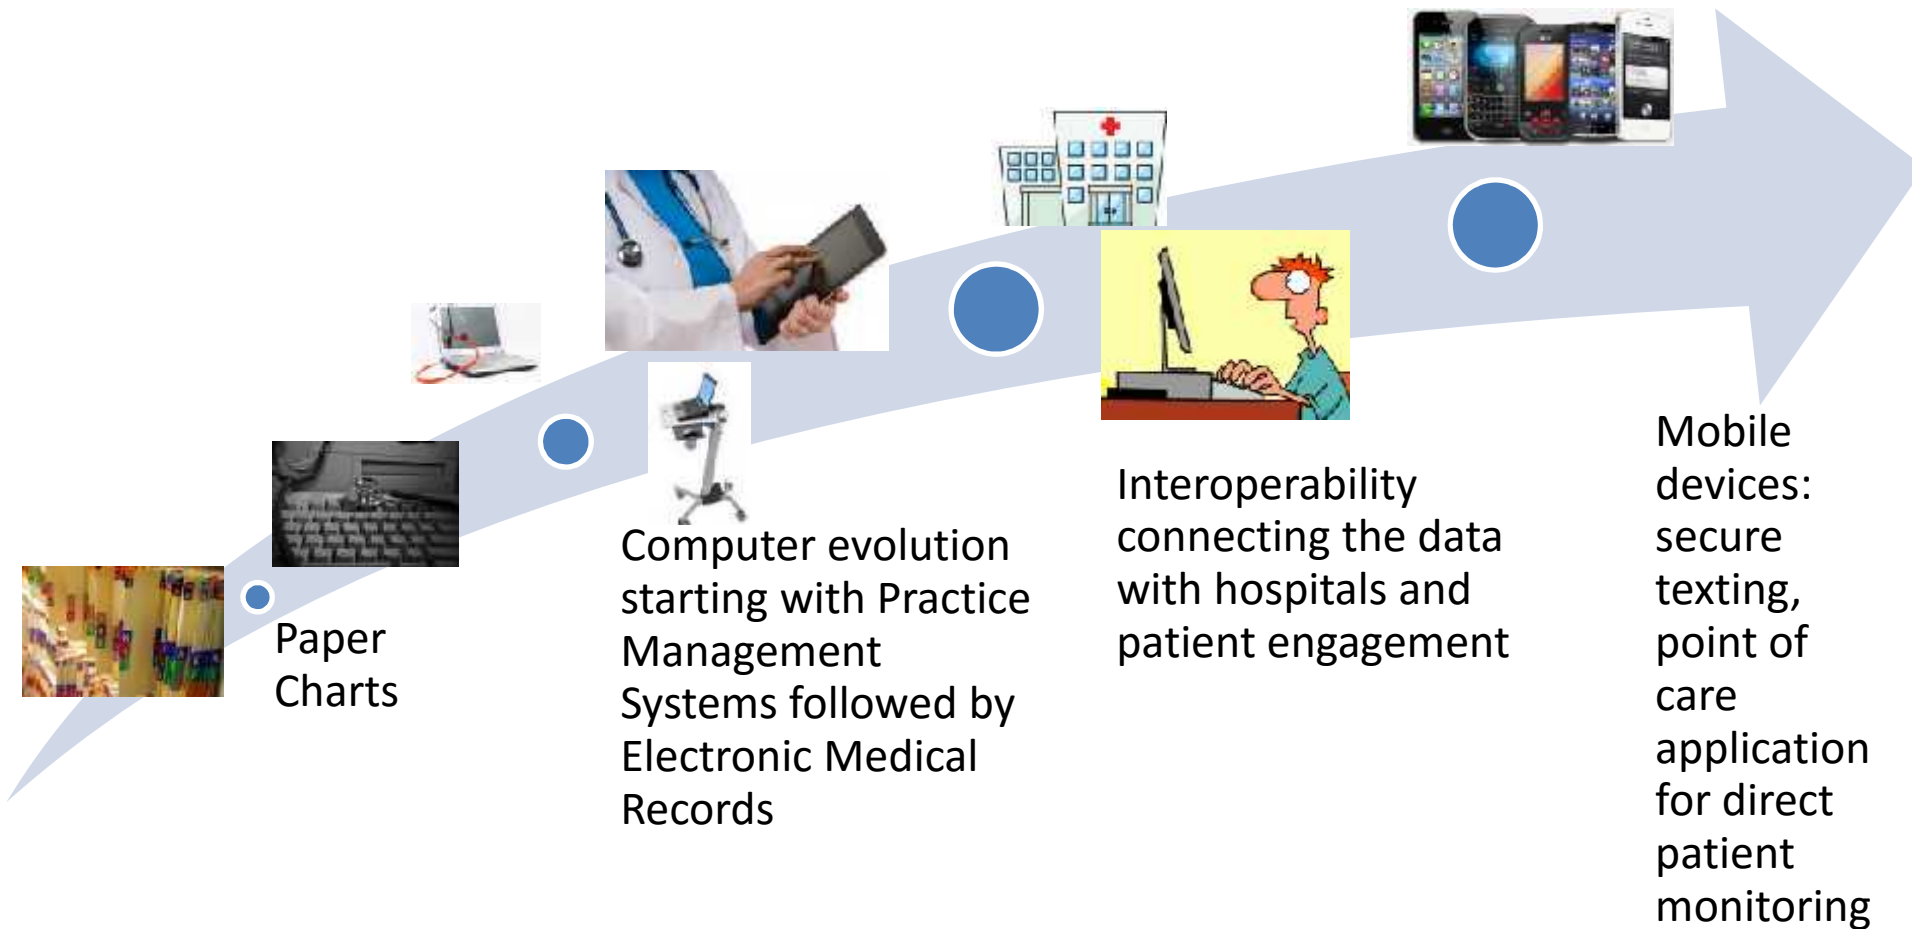 Paper
Charts
Computer evolution
starting with Practice
Management
Systems followed by
Electronic Medical
Records
Interoperability
connecting the data
with hospitals and
patient engagement
Mobile
devices:
secure
texting,
point of
care
application
for direct
patient
monitoring